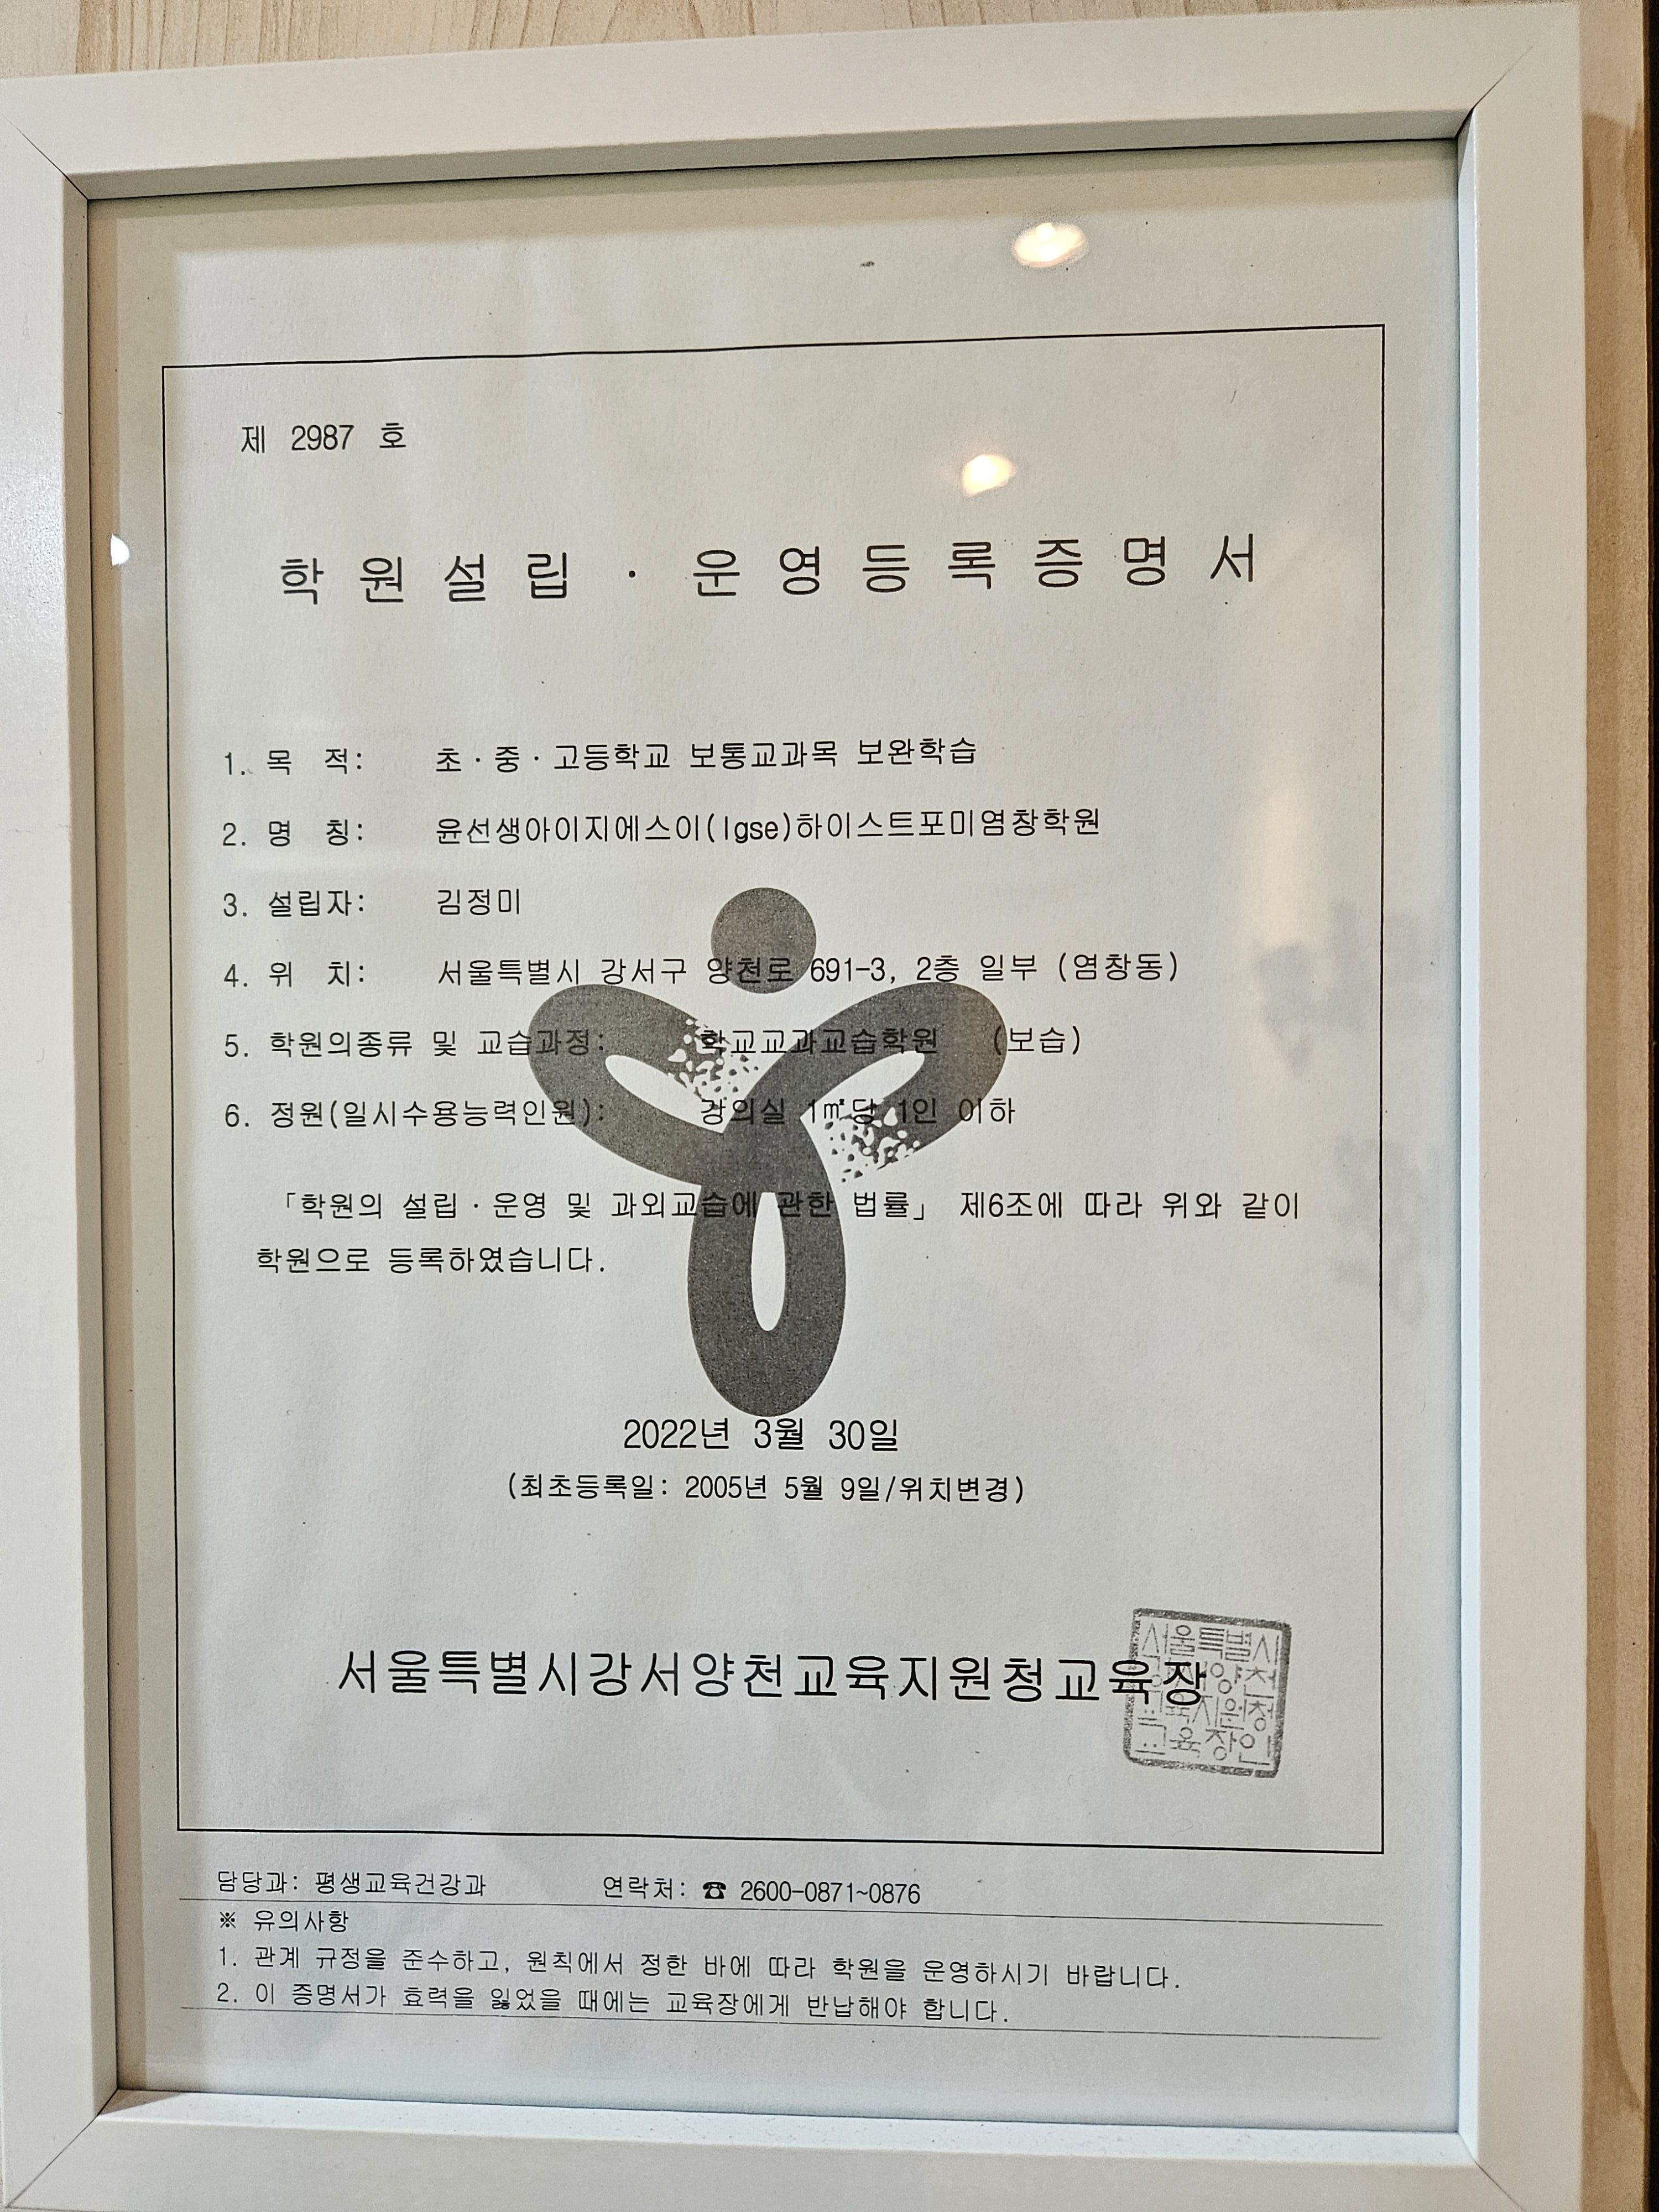 제 2987 호
학원설립·운영등록증명서
1. 목 적: 초·중·고등학교 보통교과목 보완학습
2. 명 칭: 윤선생아이지에스이(Igse)하이스트포미염창학원
3. 설립자: 김정미
4. 위 치: 서울특별시 강서구 양천로 691-3, 2층 일부 (염창동)
5. 학원의종류 및 교습과정: 학교교과교습학원 (보습)
6. 정원(일시수용능력인원): 강의실 1㎡당 1인 이하
「학원의 설립·운영 및 과외교습에 관한 법률」 제6조에 따라 위와 같이
학원으로 등록하였습니다.
2022년 3월 30일
(최초등록일: 2005년 5월 9일/위치변경)
서울특별시강서양천교육지원청교육장
서울특별시
강서양천
교육지원청
교육장인
담당과: 평생교육건강과 연락처: ☎ 2600-0871~0876
※ 유의사항
1. 관계 규정을 준수하고, 원칙에서 정한 바에 따라 학원을 운영하시기 바랍니다.
2. 이 증명서가 효력을 잃었을 때에는 교육장에게 반납해야 합니다.